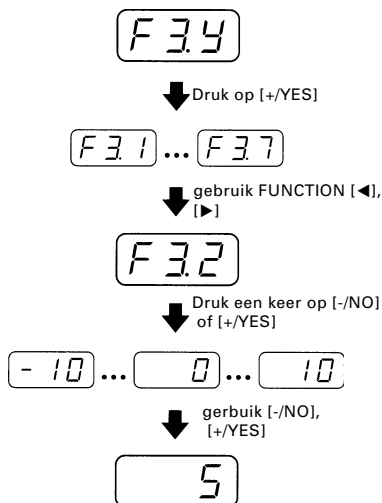 F 3.Y
Druk op [+/YES]
F 3.1 ... F 3.7
gebruik FUNCTION [◀],
[▶]
F 3.2
Druk een keer op [-/NO]
of [+/YES]
- 10 ... 0 ... 10
gerbuik [-/NO],
[+/YES]
5